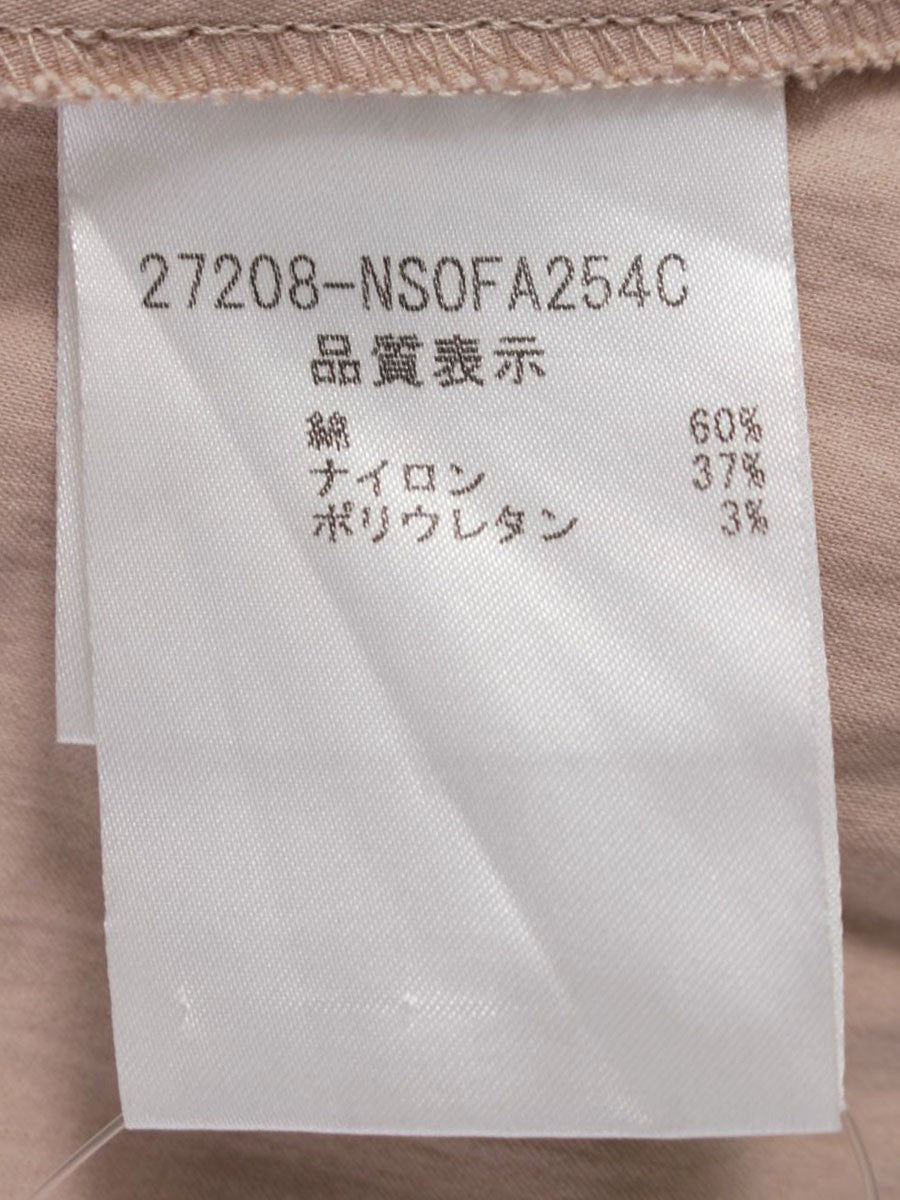 27208-NSOFA254C
品質表示
綿 60%
ナイロン 37%
ポリウレタン 3%